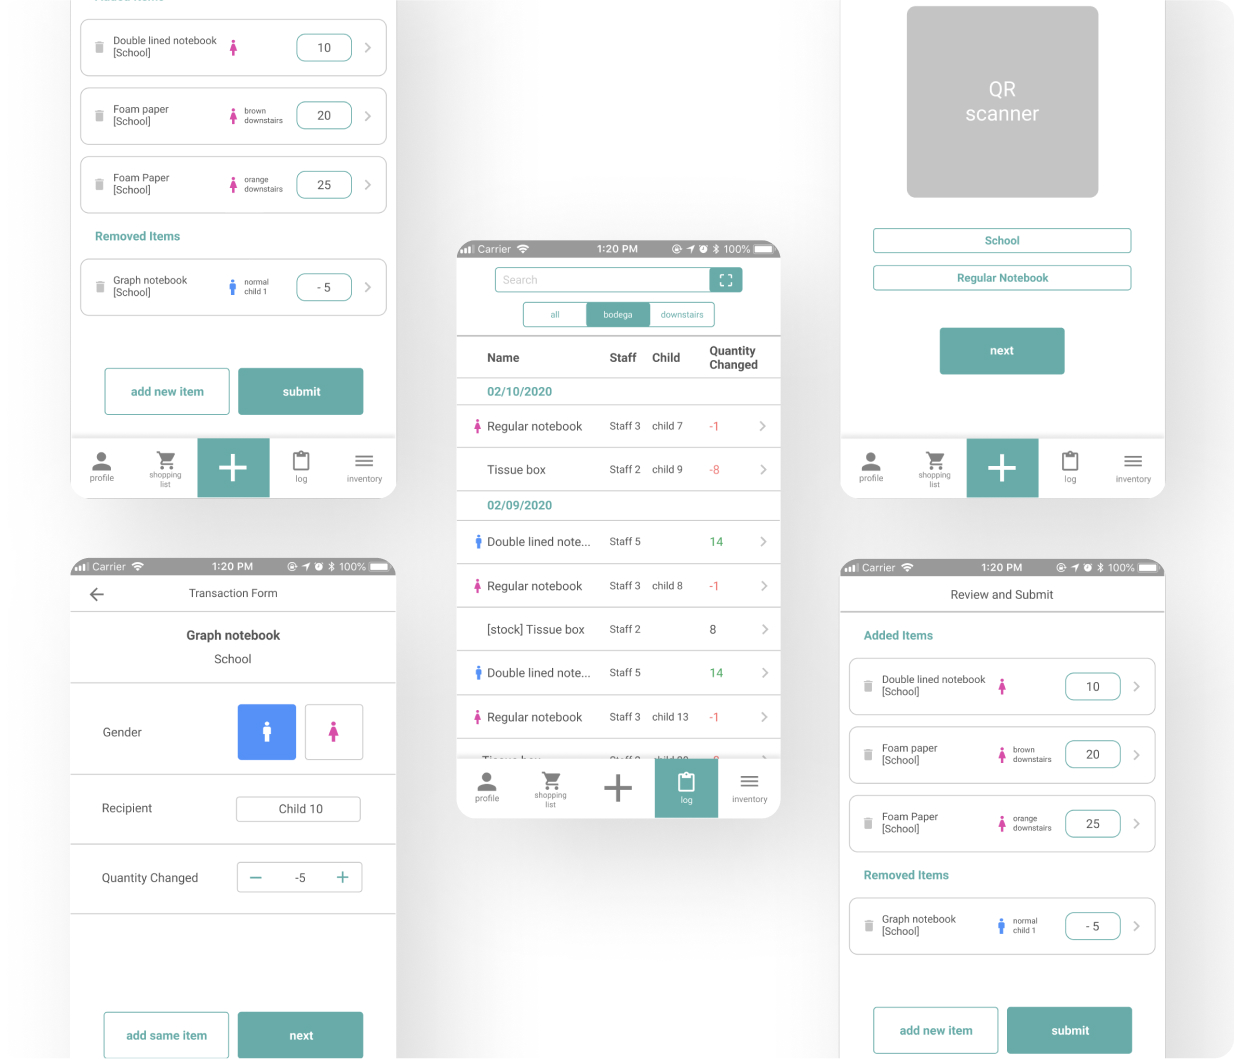 Added Items
Double lined notebook
[School]
10
Foam paper
[School]
brown
downstairs
20
Foam Paper
[School]
orange
downstairs
25
Removed Items
Graph notebook
[School]
normal
child 1
- 5
add new item
submit
profile
shopping
list
log
inventory
Carrier
1:20 PM
100%
Transaction Form
Graph notebook
School
Gender
Recipient
Child 10
Quantity Changed
-5
add same item
next
Carrier
1:20 PM
100%
Search
all
bodega
downstairs
Name
Staff
Child
Quantity
Changed
02/10/2020
Regular notebook Staff 3 child 7 -1
Tissue box Staff 2 child 9 -8
02/09/2020
Double lined note... Staff 5 14
Regular notebook Staff 3 child 8 -1
[stock] Tissue box Staff 2 8
Double lined note... Staff 5 14
Regular notebook Staff 3 child 13 -1
profile
shopping
list
log
inventory
QR
scanner
School
Regular Notebook
next
profile
shopping
list
log
inventory
Carrier
1:20 PM
100%
Review and Submit
Added Items
Double lined notebook
[School]
10
Foam paper
[School]
brown
downstairs
20
Foam Paper
[School]
orange
downstairs
25
Removed Items
Graph notebook
[School]
normal
child 1
- 5
add new item
submit